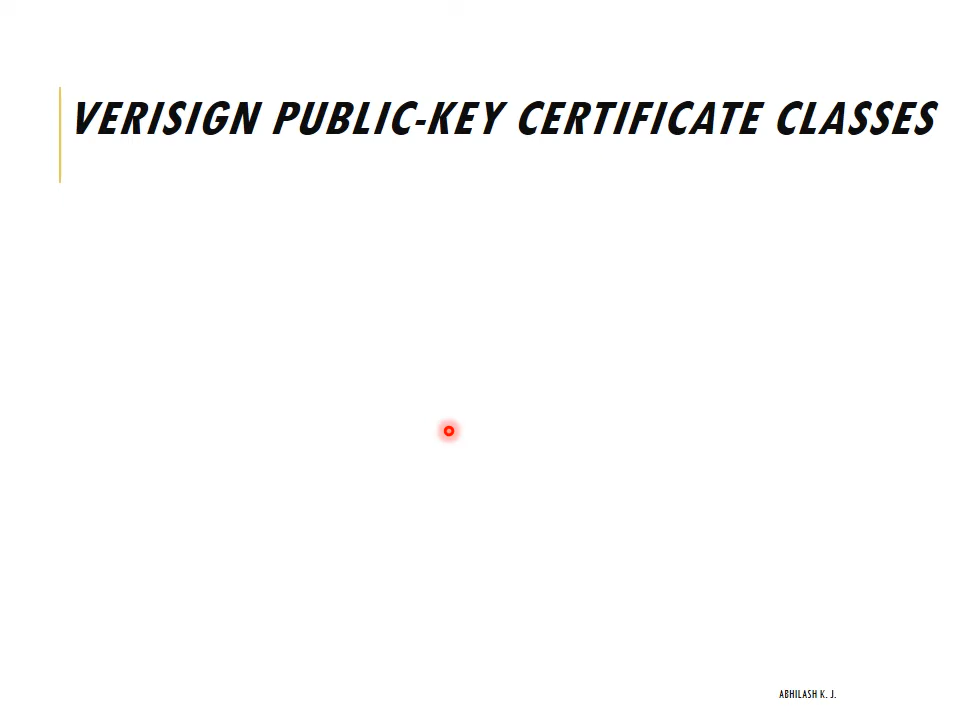 VERISIGN PUBLIC-KEY CERTIFICATE CLASSES
ABHILASH K. J.